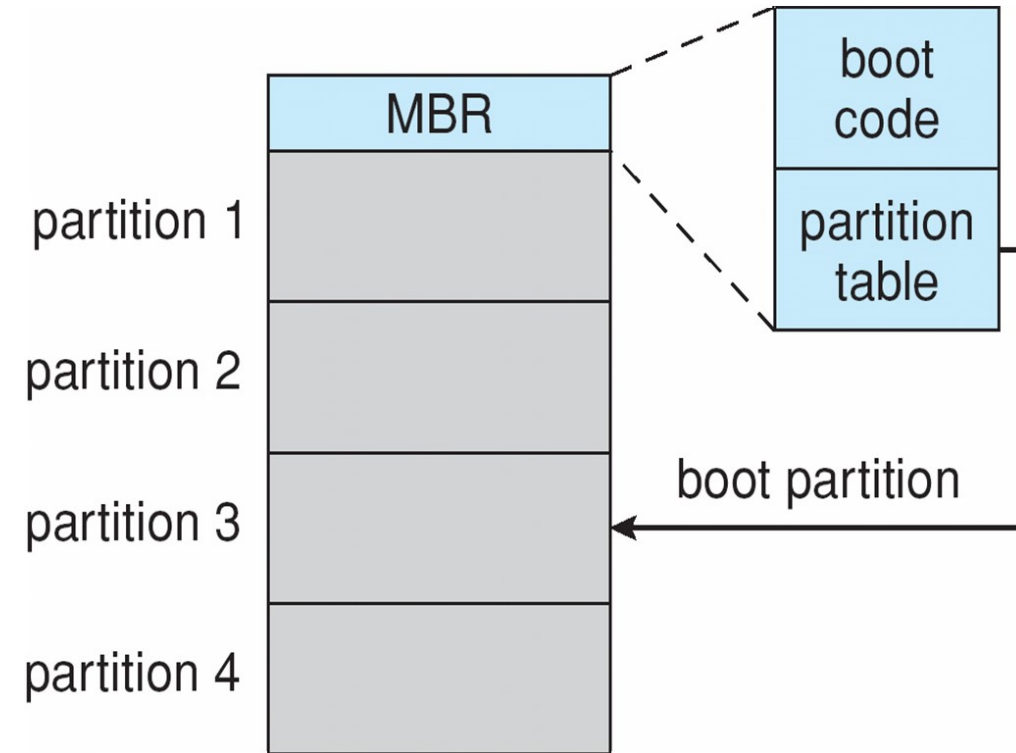 MBR
boot
code
partition
table
partition 1
partition 2
boot partition
partition 3
partition 4